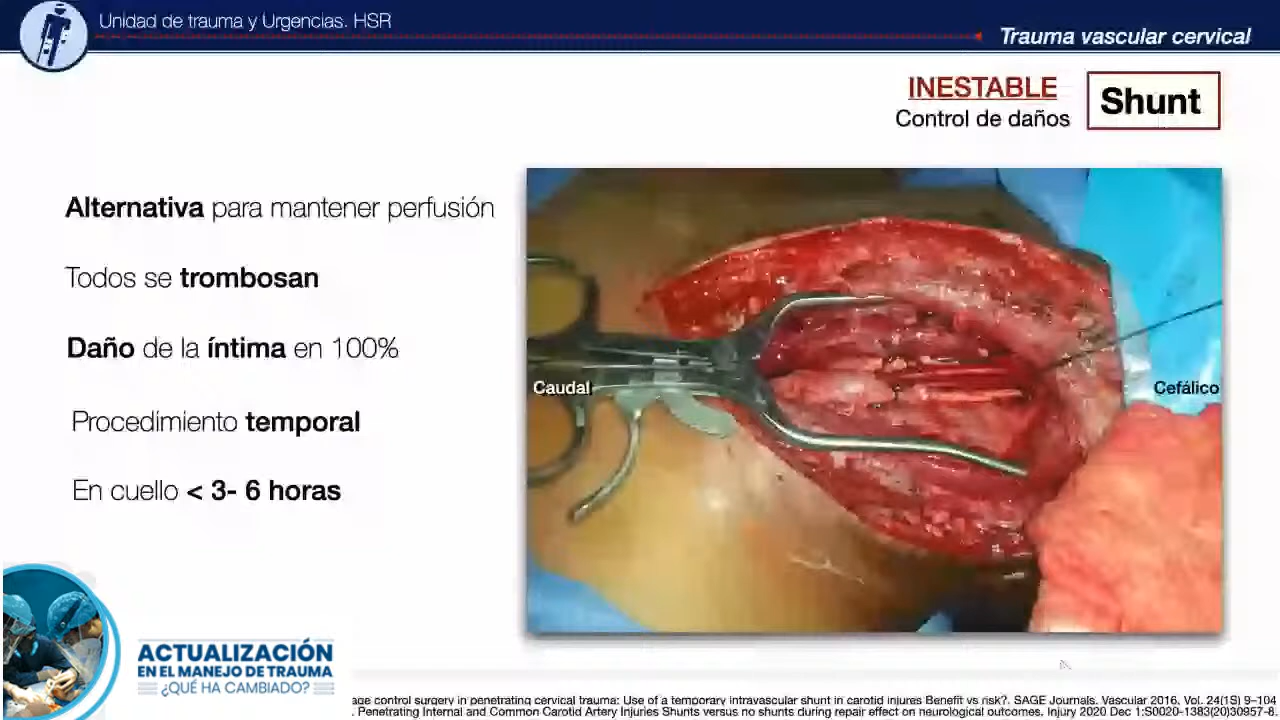 Unidad de trauma y Urgencias. HSR
Trauma vascular cervical
INESTABLE
Control de daños
Shunt
Alternativa para mantener perfusión
Todos se trombosan
Daño de la íntima en 100%
Procedimiento temporal
En cuello < 3- 6 horas
Caudal
Cefálico
ACTUALIZACIÓN
EN EL MANEJO DE TRAUMA
¿QUÉ HA CAMBIADO?
age control surgery in penetrating cervical trauma: Use of a temporary intravascular shunt in carotid injures Benefit vs risk?. SAGE Journals. Vascular 2016, Vol. 24(1S) 9-104
. Penetrating Internal and Common Carotid Artery Injuries Shunts versus no shunts during repair effect on neurological outcomes, Injury 2020 Dec 1:S0020-1383(20)30957-8.